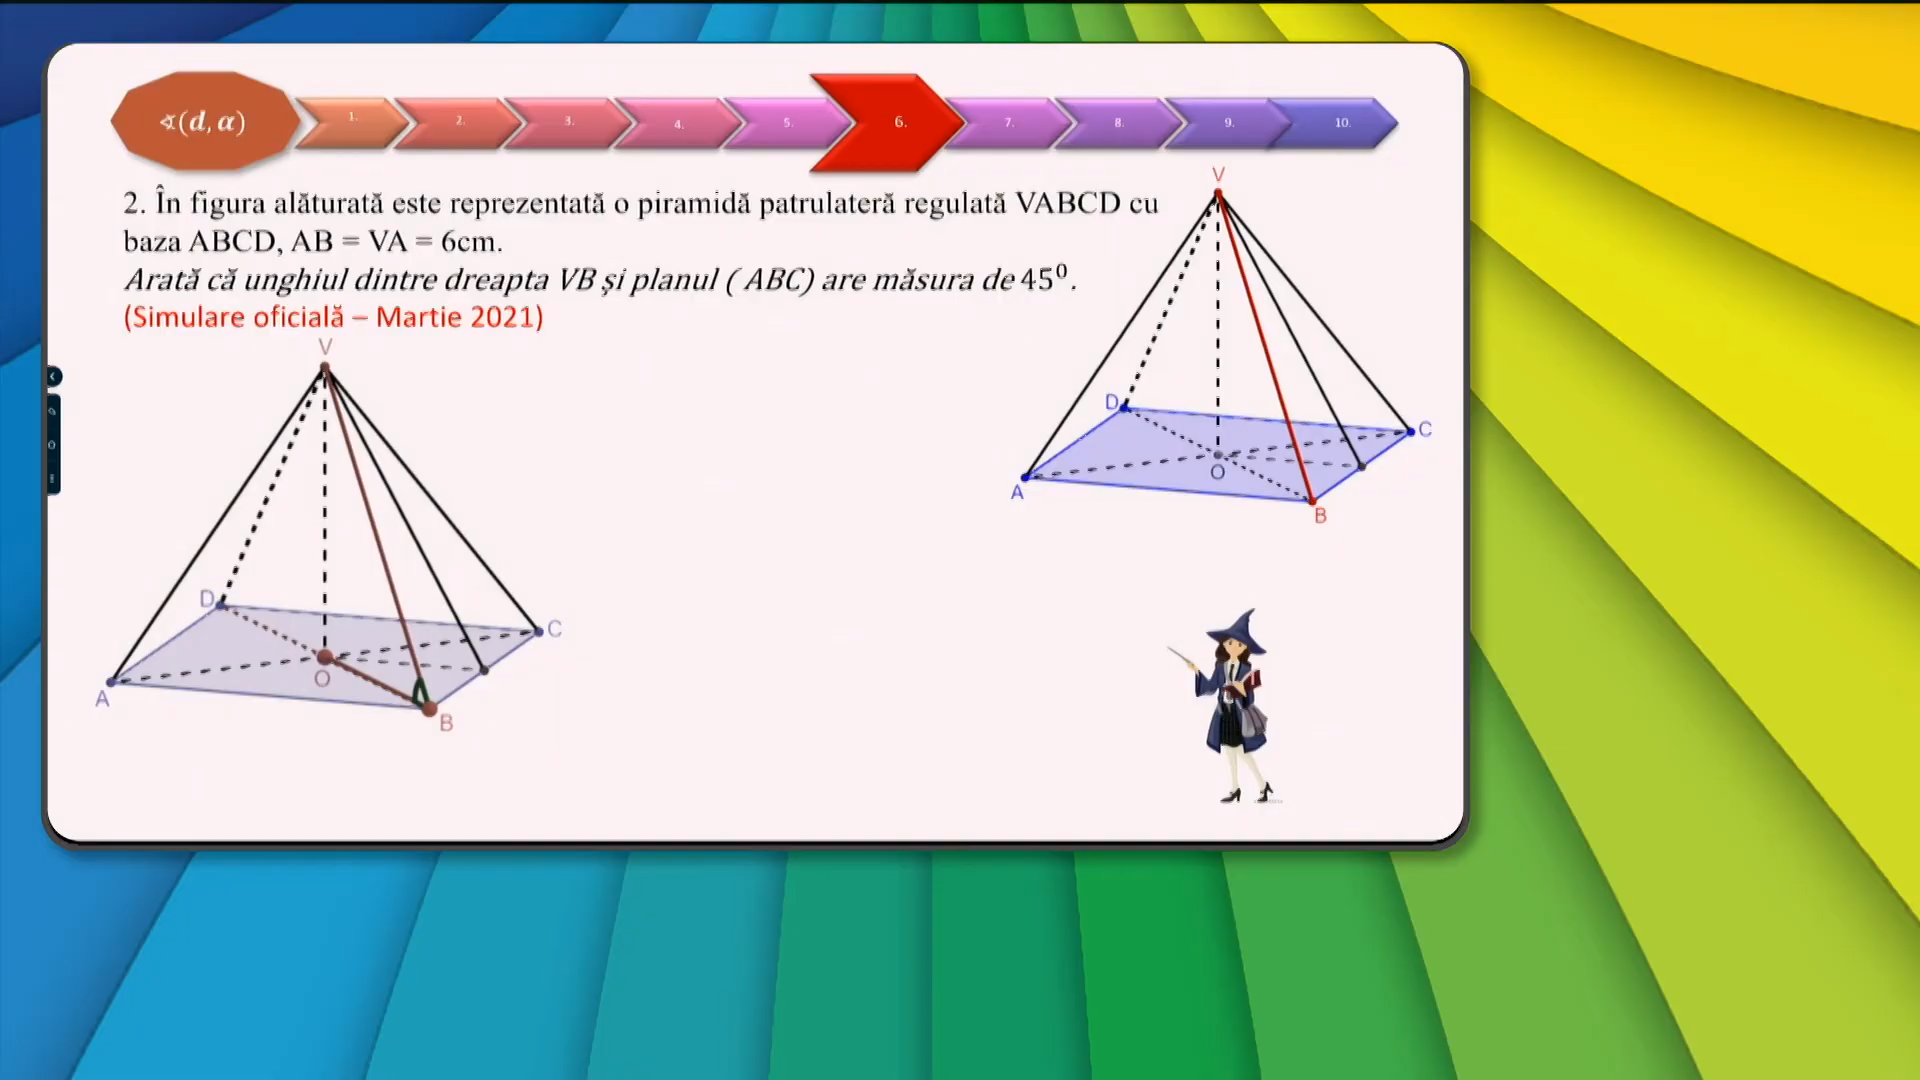 ∢(d, α)
1.
2.
3.
4.
5.
6.
7.
8.
9.
10.
2. În figura alăturată este reprezentată o piramidă patrulateră regulată VABCD cu
baza ABCD, AB = VA = 6cm.
Arată că unghiul dintre dreapta VB și planul ( ABC) are măsura de 45⁰.
(Simulare oficială – Martie 2021)
V
D
C
O
A
B
V
D
C
O
A
B